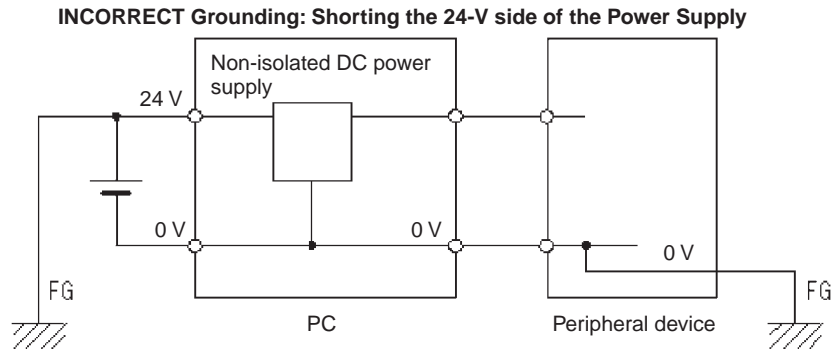 INCORRECT Grounding: Shorting the 24-V side of the Power Supply
Non-isolated DC power
supply
24 V
0 V
0 V
0 V
FG
FG
PC
Peripheral device